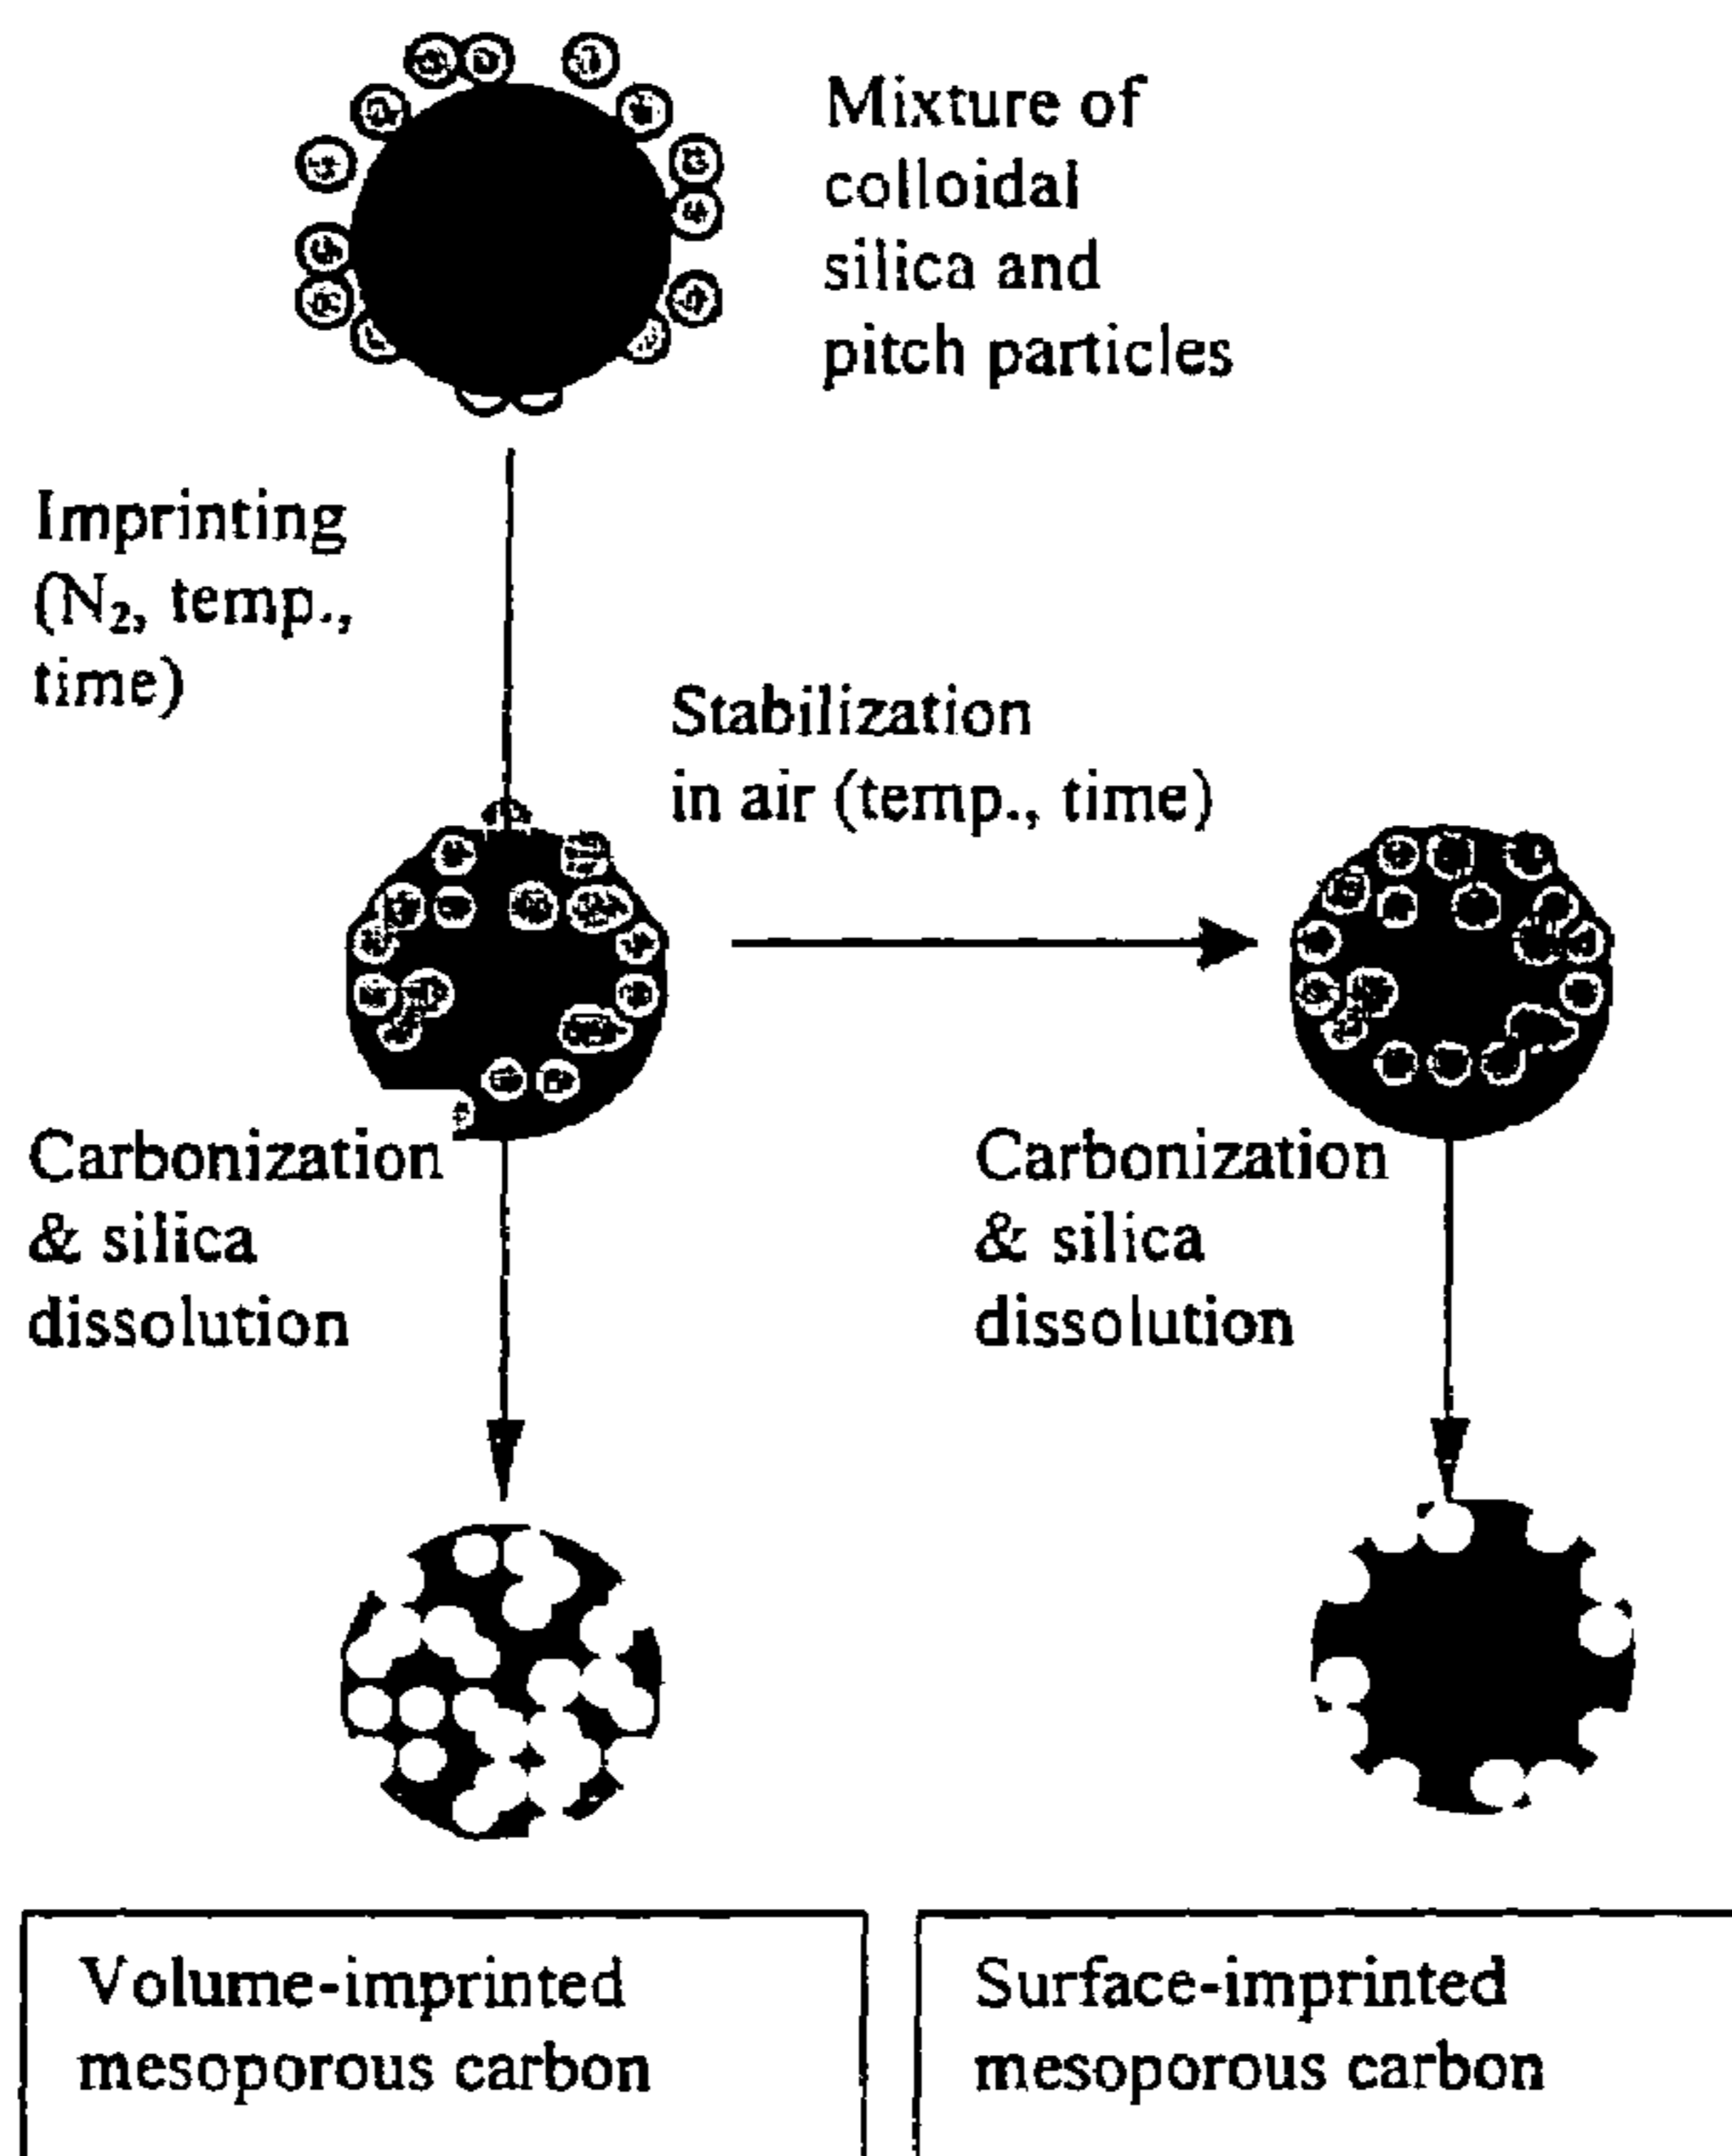 Mixture of
colloidal
silica and
pitch particles
Imprinting
(N₂, temp.,
time)
Stabilization
in air (temp., time)
Carbonization
& silica
dissolution
Carbonization
& silica
dissolution
Volume-imprinted
mesoporous carbon
Surface-imprinted
mesoporous carbon